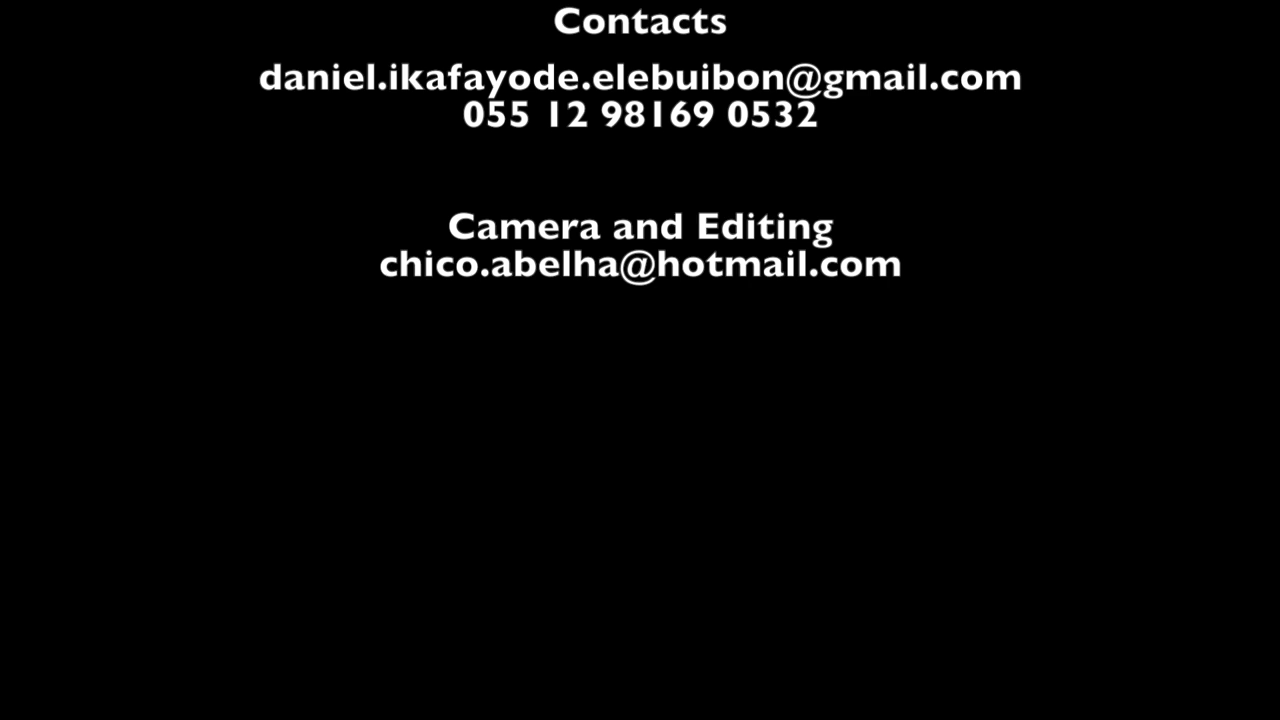 Contacts
daniel.ikafayode.elebuibon@gmail.com
055 12 98169 0532
Camera and Editing
chico.abelha@hotmail.com